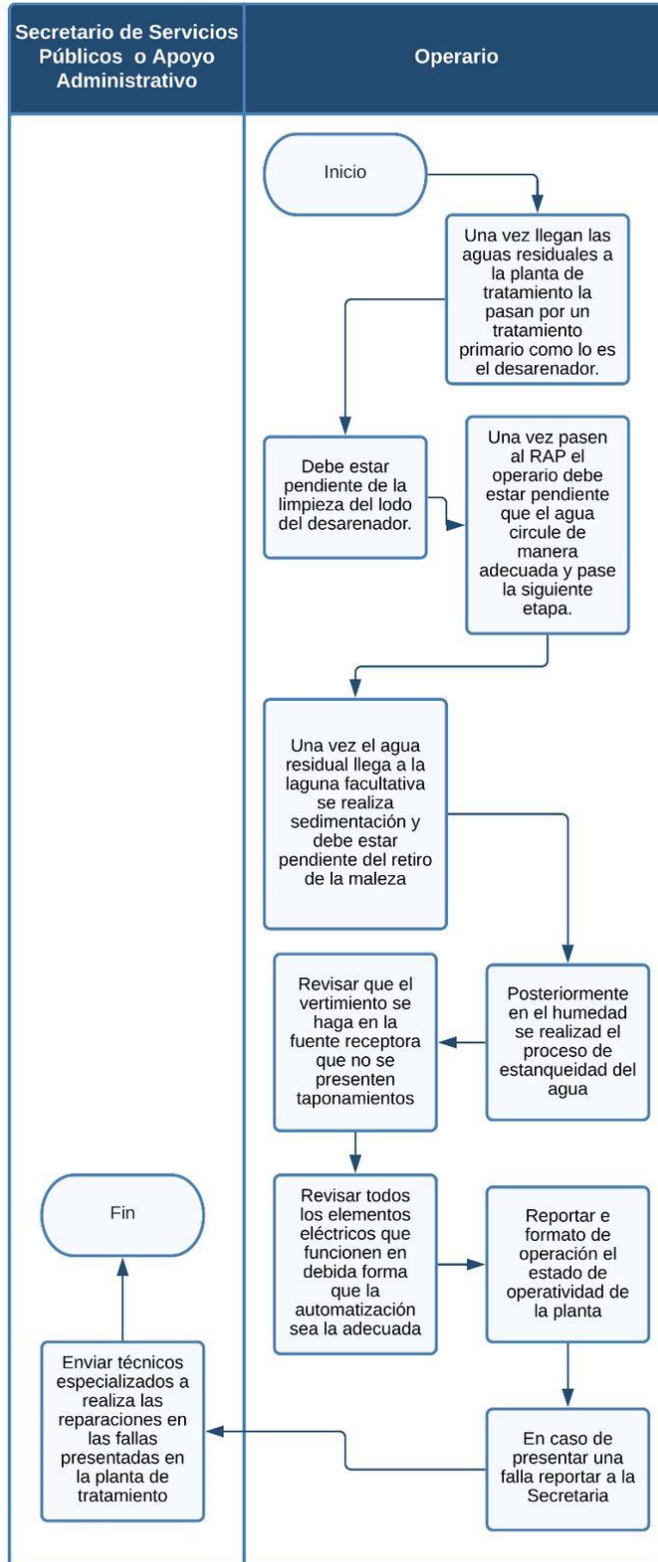 Secretario de Servicios
Públicos o Apoyo
Administrativo
Operario
Inicio
Una vez llegan las
aguas residuales a
la planta de
tratamiento la
pasan por un
tratamiento
primario como lo es
el desarenador.
Debe estar
pendiente de la
limpieza del lodo
del desarenador.
Una vez pasen
al RAP el
operario debe
estar pendiente
que el agua
circule de
manera
adecuada y pase
la siguiente
etapa.
Una vez el agua
residual llega a la
laguna facultativa
se realiza
sedimentación y
debe estar
pendiente del retiro
de la maleza
Posteriormente
en el humedad
se realizad el
proceso de
estanqueidad del
agua
Revisar que el
vertimiento se
haga en la
fuente receptora
que no se
presenten
taponamientos
Revisar todos
los elementos
eléctricos que
funcionen en
debida forma
que la
automatización
sea la adecuada
Reportar e
formato de
operación el
estado de
operatividad de
la planta
En caso de
presentar una
falla reportar a la
Secretaria
Enviar técnicos
especializados a
realiza las
reparaciones en
las fallas
presentadas en
la planta de
tratamiento
Fin